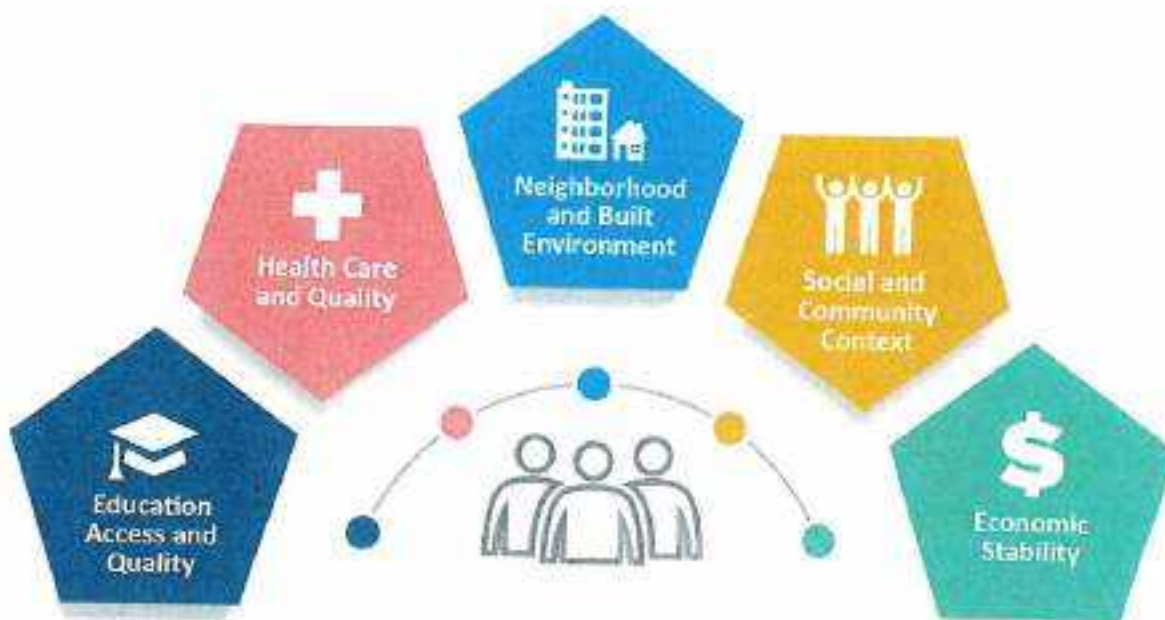 Education
Access and
Quality
Health Care
and Quality
Neighborhood
and Built
Environment
Social and
Community
Context
Economic
Stability